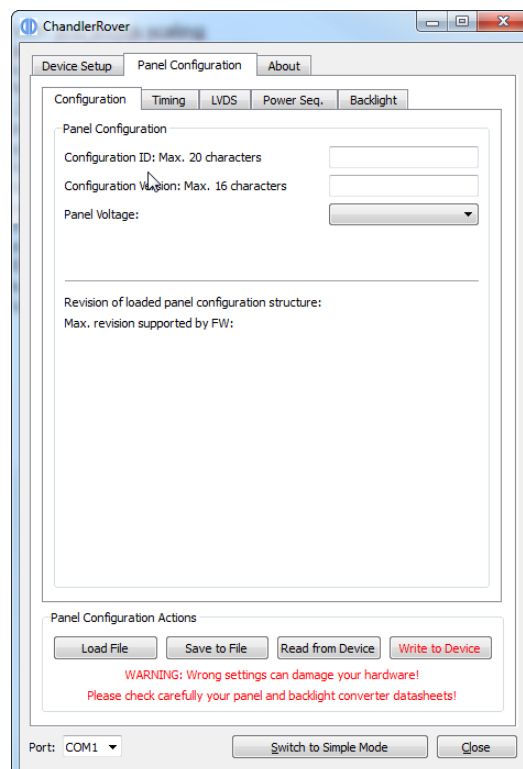 ChandlerRover
Device Setup Panel Configuration About
Configuration Timing LVDS Power Seq. Backlight
Panel Configuration
Configuration ID: Max. 20 characters
Configuration Version: Max. 16 characters
Panel Voltage:
Revision of loaded panel configuration structure:
Max. revision supported by FW:
Panel Configuration Actions
Load File Save to File Read from Device Write to Device
WARNING: Wrong settings can damage your hardware!
Please check carefully your panel and backlight converter datasheets!
Port: COM1 Switch to Simple Mode Close